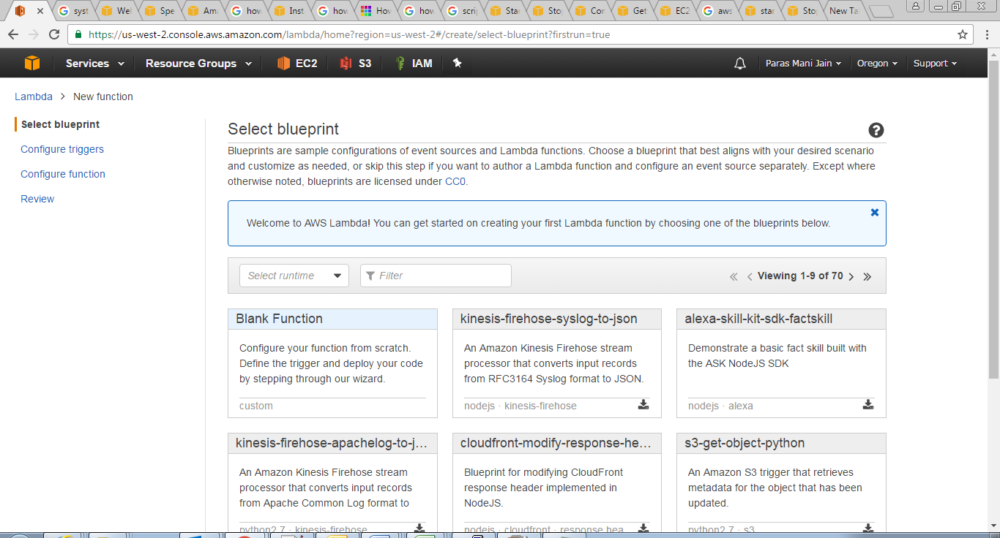 syst
Wel
Spe
Ama
how
Inst
how
How
how
scrip
Star
Stop
Cor
Get
EC2
aws
star
Stop
New Ta
https://us-west-2.console.aws.amazon.com/lambda/home?region=us-west-2#/create/select-blueprint?firstrun=true
Services
Resource Groups
EC2
S3
IAM
Paras Mani Jain
Oregon
Support
Lambda > New function
Select blueprint
Configure triggers
Configure function
Review
Select blueprint
Blueprints are sample configurations of event sources and Lambda functions. Choose a blueprint that best aligns with your desired scenario
and customize as needed, or skip this step if you want to author a Lambda function and configure an event source separately. Except where
otherwise noted, blueprints are licensed under CC0.
Welcome to AWS Lambda! You can get started on creating your first Lambda function by choosing one of the blueprints below.
Select runtime
Filter
Viewing 1-9 of 70
Blank Function
Configure your function from scratch.
Define the trigger and deploy your code
by stepping through our wizard.
custom
kinesis-firehose-syslog-to-json
An Amazon Kinesis Firehose stream
processor that converts input records
from RFC3164 Syslog format to JSON.
nodejs · kinesis-firehose
alexa-skill-kit-sdk-factskill
Demonstrate a basic fact skill built with
the ASK NodeJS SDK
nodejs · alexa
kinesis-firehose-apachelog-to-j...
An Amazon Kinesis Firehose stream
processor that converts input records
from Apache Common Log format to
python2.7 · kinesis-firehose
cloudfront-modify-response-he...
Blueprint for modifying CloudFront
response header implemented in
NodeJS.
nodejs · cloudfront · response hea
s3-get-object-python
An Amazon S3 trigger that retrieves
metadata for the object that has been
updated.
python2.7 · s3